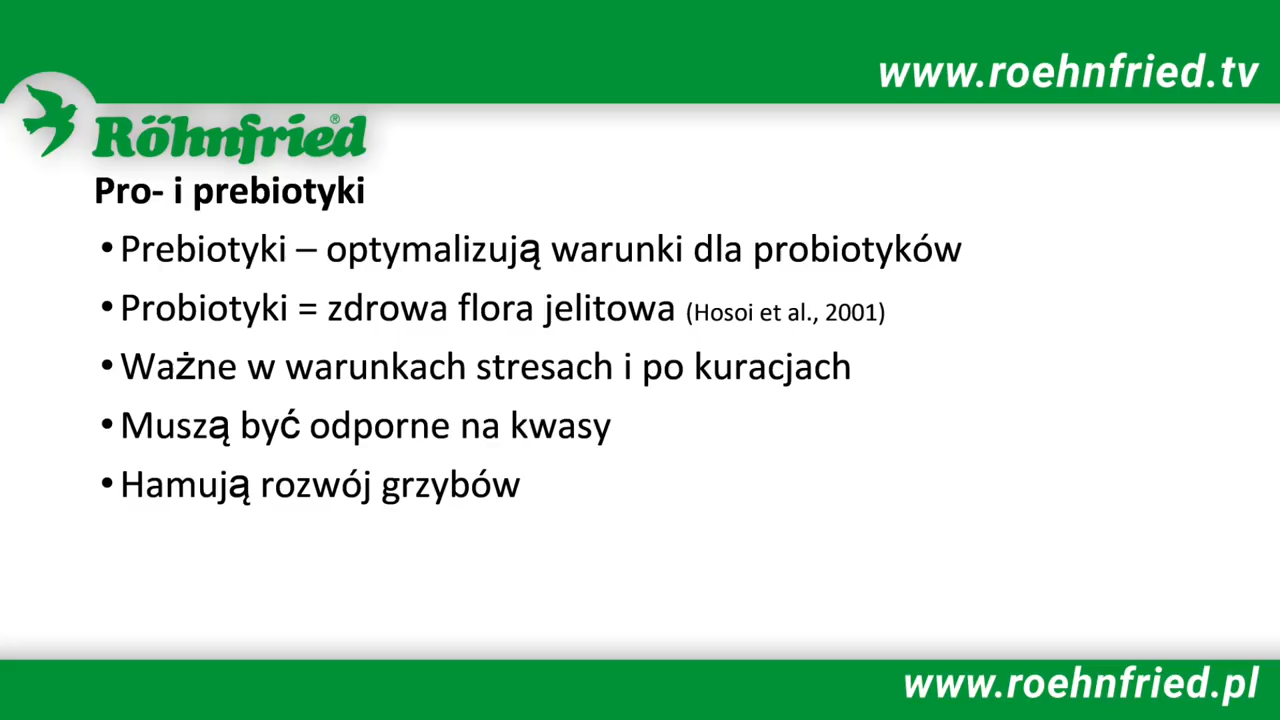 www.roehnfried.tv
Röhnfried®
Pro- i prebiotyki
•Prebiotyki – optymalizują warunki dla probiotyków
•Probiotyki = zdrowa flora jelitowa (Hosoi et al., 2001)
•Ważne w warunkach stresach i po kuracjach
•Muszą być odporne na kwasy
•Hamują rozwój grzybów
www.roehnfried.pl